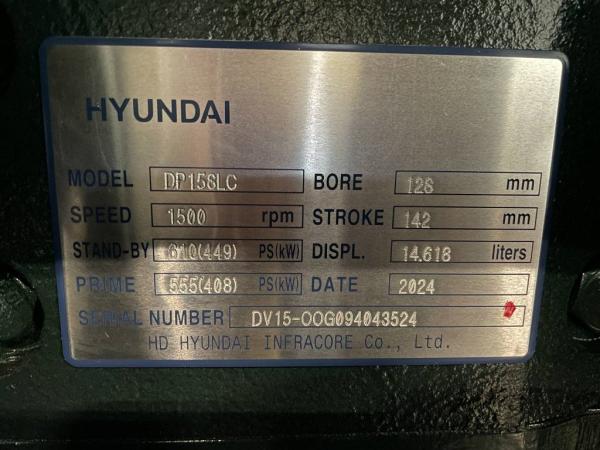 HYUNDAI
MODEL DP158LC BORE 128 mm
SPEED 1500 rpm STROKE 142 mm
STAND-BY 610(449) PS(kW) DISPL. 14.618 liters
PRIME 555(408) PS(kW) DATE 2024
SERIAL NUMBER DV15-OOG094043524
HD HYUNDAI INFRACORE Co., Ltd.